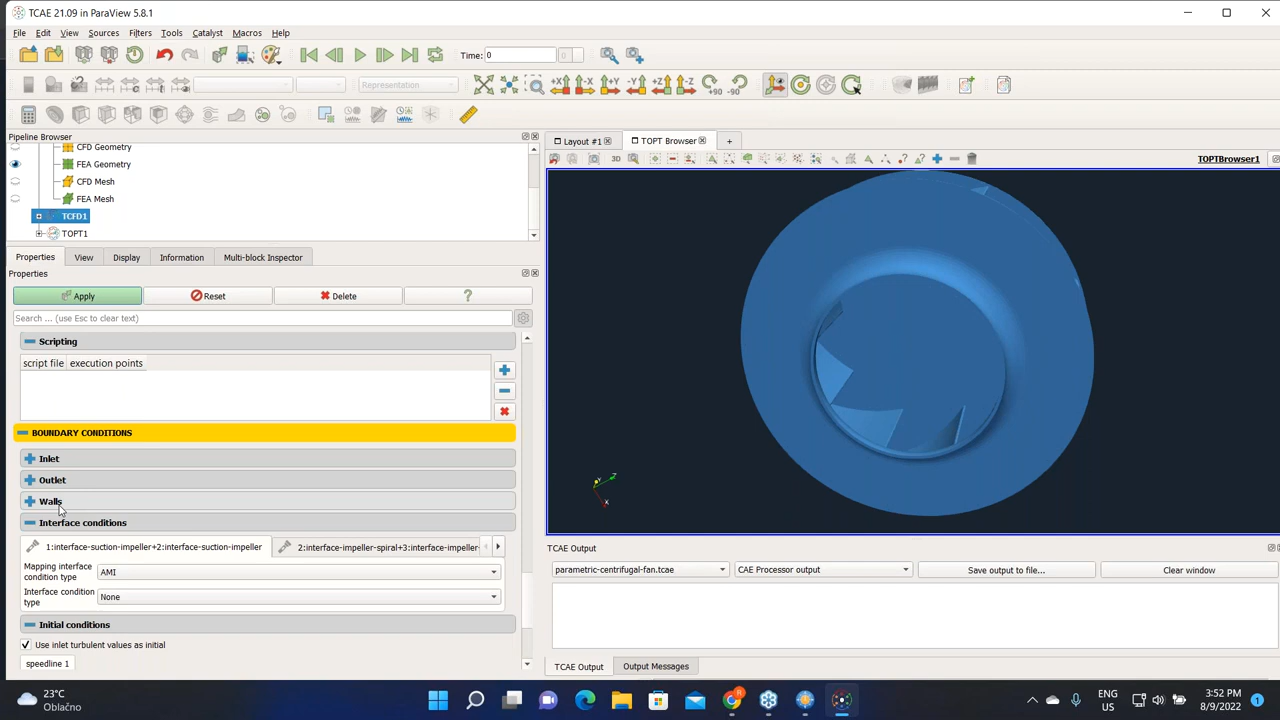 TCAE 21.09 in ParaView 5.8.1
File Edit View Sources Filters Tools Catalyst Macros Help
Time: 0 0
Representation
+X -X +Y -Y +Z -Z +90 -90
Pipeline Browser
CFD Geometry
FEA Geometry
CFD Mesh
FEA Mesh
TCFD1
TOPT1
Properties View Display Information Multi-block Inspector
Properties
Apply Reset Delete ?
Search ... (use Esc to clear text)
Scripting
script file execution points
BOUNDARY CONDITIONS
Inlet
Outlet
Walls
Interface conditions
1:interface-suction-impeller+2:interface-suction-impeller 2:interface-impeller-spiral+3:interface-impeller-
Mapping interface condition type AMI
Interface condition type None
Initial conditions
Use inlet turbulent values as initial
speedline 1
Layout #1 TOPT Browser +
3D TOPTBrowser1
Y Z
X
TCAE Output
parametric-centrifugal-fan.tcae CAE Processor output Save output to file... Clear window
TCAE Output Output Messages
23°C
Oblačno
R
ENG
US
3:52 PM
8/9/2022
1